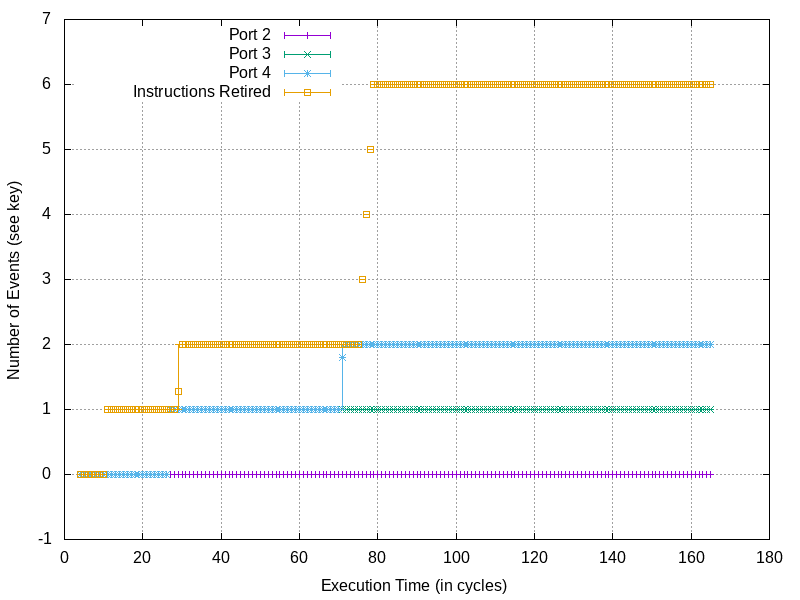 7
6
5
4
3
2
1
0
-1
Number of Events (see key)
Port 2
Port 3
Port 4
Instructions Retired
0 20 40 60 80 100 120 140 160 180
Execution Time (in cycles)